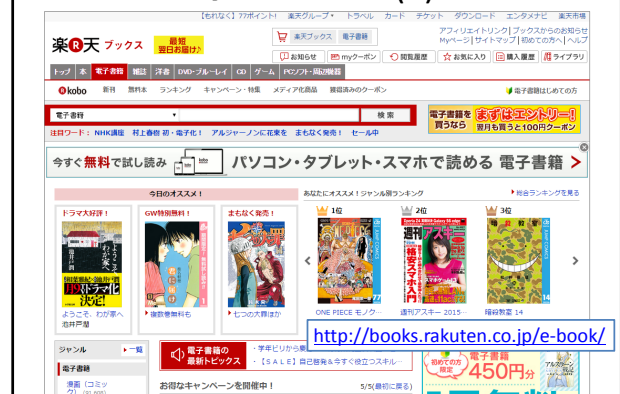 【もれなく】77ポイント! 楽天グループ▼ トラベル カード チケット ダウンロード エンタメナビ 楽天市場
楽R天 ブックス 最短 翌日お届け♪
楽天ブックス 電子書籍
アフィリエイトリンク | ブックスからのお知らせ
Myページ | サイトマップ | 初めての方へ | ヘルプ
お知らせ myクーポン 閲覧履歴 お気に入り 購入履歴 ライブラリ
トップ 本 電子書籍 雑誌 洋書 DVD・ブルーレイ CD ゲーム PCソフト・周辺機器
Rakuten kobo 新刊 無料本 ランキング キャンペーン・特集 メディア化商品 獲得済みのクーポン 電子書籍はじめての方
電子書籍 検索
電子書籍を買うなら まずはエントリー! 翌月も買うと100円クーポン
注目ワード: NHK講座 村上春樹 初・電子化! アルジャーノンに花束を まもなく発売! セール中
今すぐ無料で試し読み パソコン・タブレット・スマホで読める 電子書籍 >
今日のオススメ!
あなたにオススメ!ジャンル別ランキング 総合ランキングを見る
ドラマ大好評! GW特別無料! まもなく発売!
1位 2位 3位
ようこそ、わが家へ
池井戸潤
複数巻無料も
七つの大罪ほか
ONE PIECE モノク… 週刊アスキー 2015… 暗殺教室 14
http://books.rakuten.co.jp/e-book/
ジャンル 一覧
電子書籍
漫画(コミック)
電子書籍の最新トピックス
・学年ビリから
・【SALE】自己啓発&今すぐ役立つスキル…
お得なキャンペーンを開催中! 5/5(最初に戻る)
初めての方限定 電子書籍 450円分